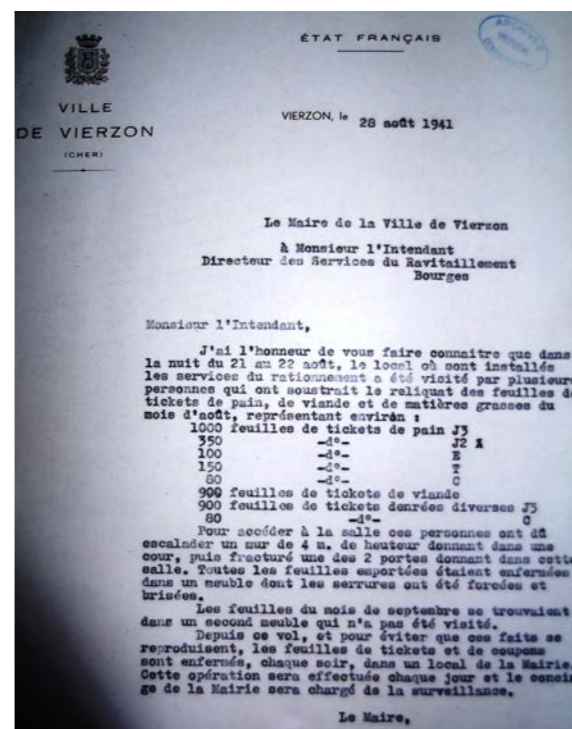 ÉTAT FRANÇAIS
ARCHIVES
VILLE
DE VIERZON
(CHER)
VIERZON, le 28 août 1941
Le Maire de la Ville de Vierzon
à Monsieur l'Intendant
Directeur des Services du Ravitaillement
Bourges
Monsieur l'Intendant,
J'ai l'honneur de vous faire connaitre que dans
la nuit du 21 au 22 août, le local où sont installés
les services du rationnement a été visité par plusieurs
personnes qui ont soustrait le reliquat des feuilles de
tickets de pain, de viande et de matières grasses du
mois d'août, représentant environ :
1000 feuilles de tickets de pain J3
350 -d°- J2
100 -d°- E
150 -d°- T
80 -d°- C
900 feuilles de tickets de viande
900 feuilles de tickets denrées diverses J3
80 -d°- C
Pour accéder à la salle ces personnes ont dû
escalader un mur de 4 m. de hauteur donnant dans une
cour, puis fracturé une des 2 portes donnant dans cette
salle. Toutes les feuilles emportées étaient enfermées
dans un meuble dont les serrures ont été forcées et
brisées.
Les feuilles du mois de septembre se trouvaient
dans un second meuble qui n'a pas été visité.
Depuis ce vol, et pour éviter que ces faits se
reproduisent, les feuilles de tickets et de coupons
sont enfermés, chaque soir, dans un local de la Mairie.
Cette opération sera effectuée chaque jour et le concier
ge de la Mairie sera chargé de la surveillance.
Le Maire,